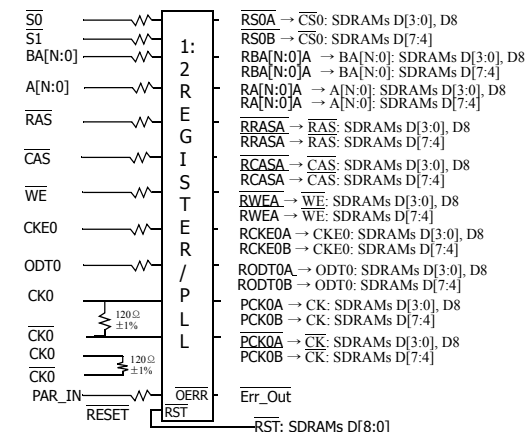 S0
S1
BA[N:0]
A[N:0]
RAS
CAS
WE
CKE0
ODT0
CK0
120Ω
±1%
CK0
CK0
120Ω
±1%
CK0
PAR_IN
RESET
1:
2
R
E
G
I
S
T
E
R
/
P
L
L
OERR
RST
RS0A → CS0: SDRAMs D[3:0], D8
RS0B → CS0: SDRAMs D[7:4]
RBA[N:0]A → BA[N:0]: SDRAMs D[3:0], D8
RBA[N:0]A → BA[N:0]: SDRAMs D[7:4]
RA[N:0]A → A[N:0]: SDRAMs D[3:0], D8
RA[N:0]A → A[N:0]: SDRAMs D[7:4]
RRASA → RAS: SDRAMs D[3:0], D8
RRASA → RAS: SDRAMs D[7:4]
RCASA → CAS: SDRAMs D[3:0], D8
RCASA → CAS: SDRAMs D[7:4]
RWEA → WE: SDRAMs D[3:0], D8
RWEA → WE: SDRAMs D[7:4]
RCKE0A → CKE0: SDRAMs D[3:0], D8
RCKE0B → CKE0: SDRAMs D[7:4]
RODT0A → ODT0: SDRAMs D[3:0], D8
RODT0B → ODT0: SDRAMs D[7:4]
PCK0A → CK: SDRAMs D[3:0], D8
PCK0B → CK: SDRAMs D[7:4]
PCK0A → CK: SDRAMs D[3:0], D8
PCK0B → CK: SDRAMs D[7:4]
Err_Out
RST: SDRAMs D[8:0]